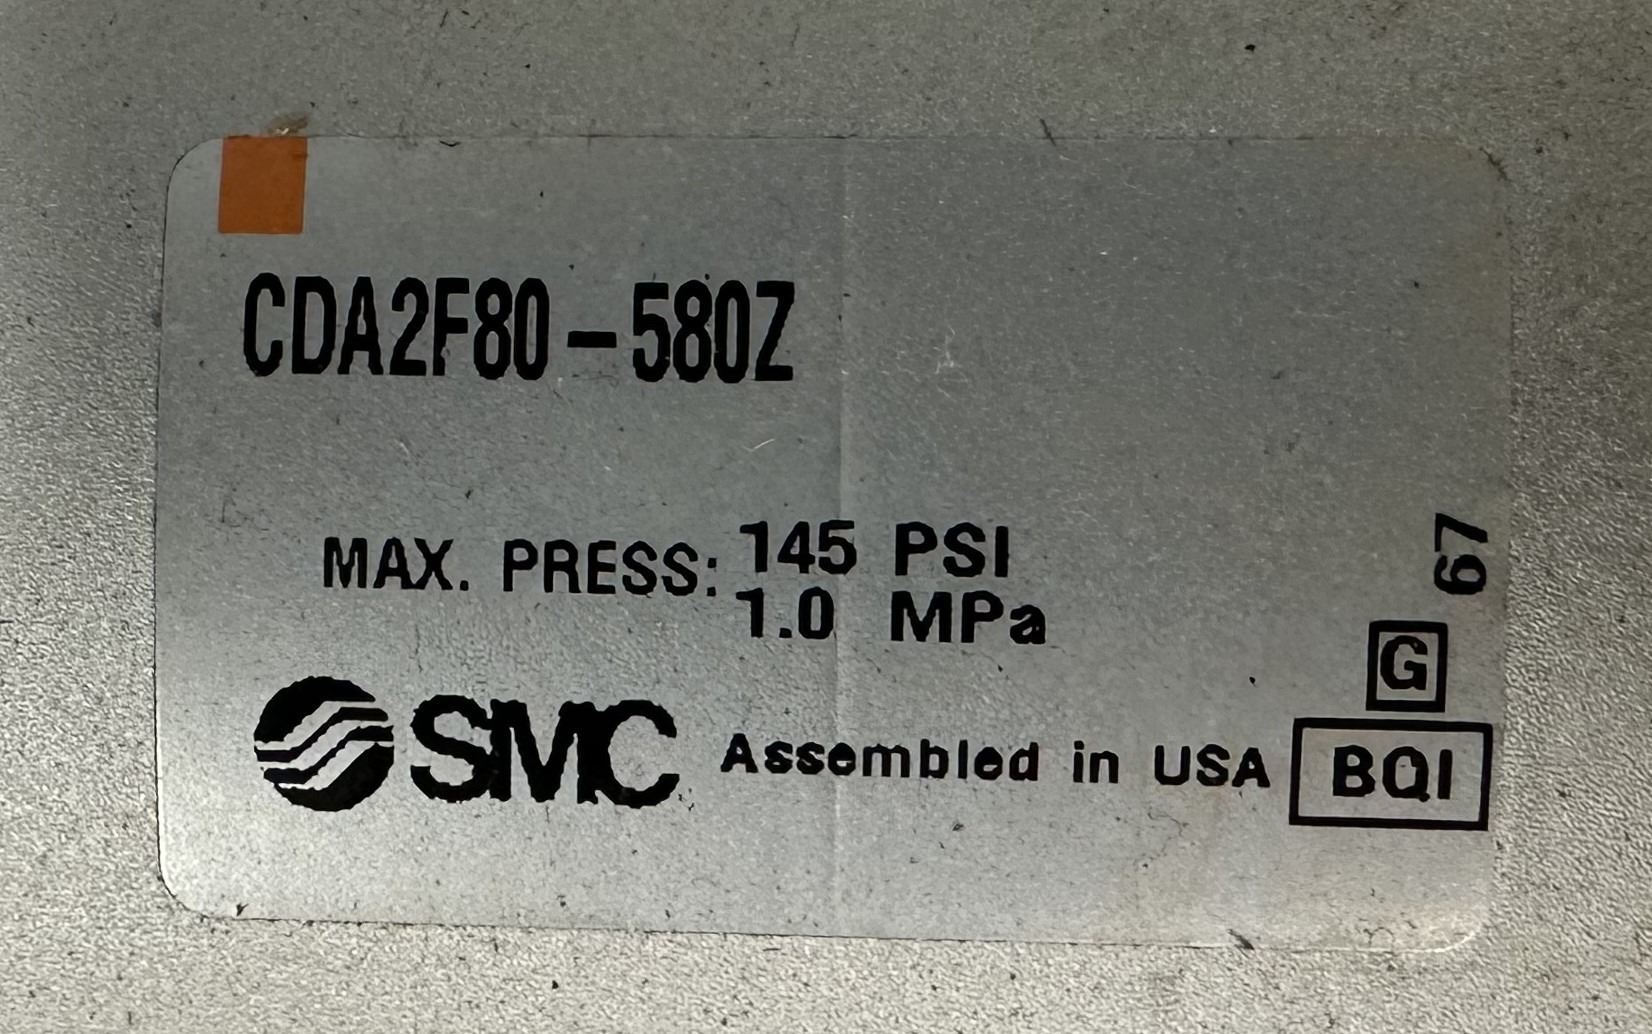 CDA2F80-580Z
MAX. PRESS: 145 PSI
1.0 MPa
67
G
SMC Assembled in USA BQI